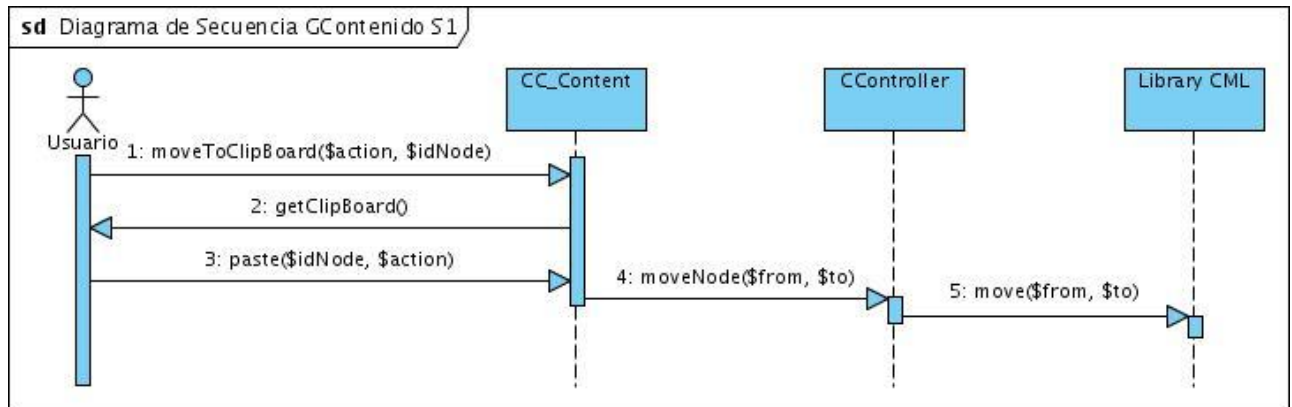 sd Diagrama de Secuencia GContenido S1
CC_Content
CController
Library CML
Usuario
1: moveToClipBoard($action, $idNode)
2: getClipBoard()
3: paste($idNode, $action)
4: moveNode($from, $to)
5: move($from, $to)